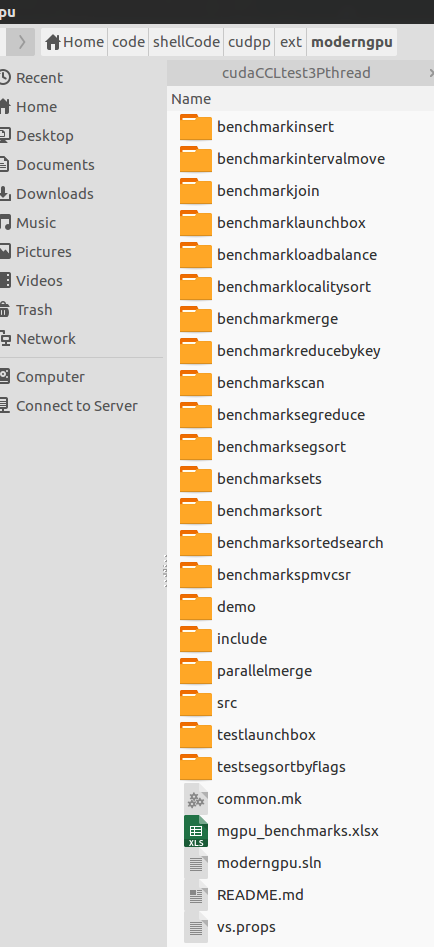 pu
Home code shellCode cudpp ext moderngpu
Recent
Home
Desktop
Documents
Downloads
Music
Pictures
Videos
Trash
Network
Computer
Connect to Server
cudaCCLtest3Pthread
Name
benchmarkinsert
benchmarkintervalmove
benchmarkjoin
benchmarklaunchbox
benchmarkloadbalance
benchmarklocalitysort
benchmarkmerge
benchmarkreducebykey
benchmarkscan
benchmarksegreduce
benchmarksegsort
benchmarksets
benchmarksort
benchmarksortedsearch
benchmarkspmvcsr
demo
include
parallelmerge
src
testlaunchbox
testsegsortbyflags
common.mk
XLS mgpu_benchmarks.xlsx
moderngpu.sln
README.md
vs.props